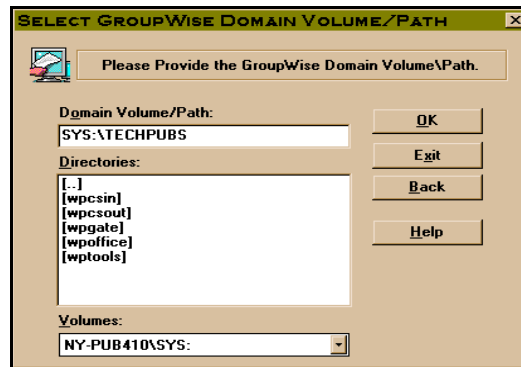 SELECT GROUPWISE DOMAIN VOLUME/PATH
Please Provide the GroupWise Domain Volume\Path.
Domain Volume/Path:
SYS:\TECHPUBS
Directories:
[..]
[wpcsin]
[wpcsout]
[wpgate]
[wpoffice]
[wptools]
Volumes:
NY-PUB410\SYS:
OK
Exit
Back
Help